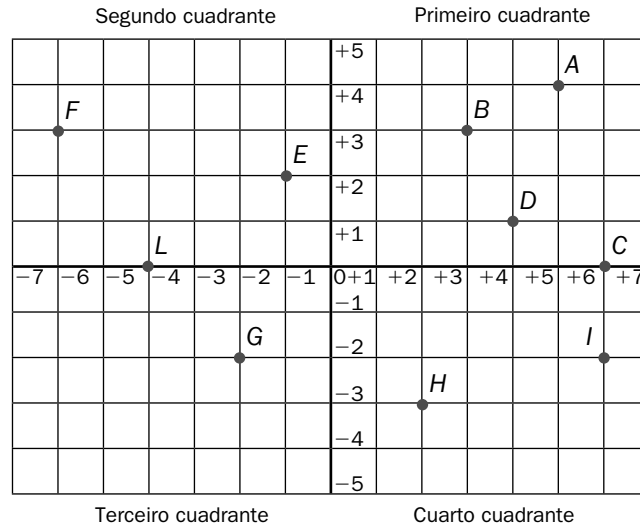 Segundo cuadrante Primeiro cuadrante
+5
A
+4
F B
+3
E
+2
D
+1
L C
−7 −6 −5 −4 −3 −2 −1 0 +1 +2 +3 +4 +5 +6 +7
−1
G I
−2
H
−3
−4
−5
Terceiro cuadrante Cuarto cuadrante